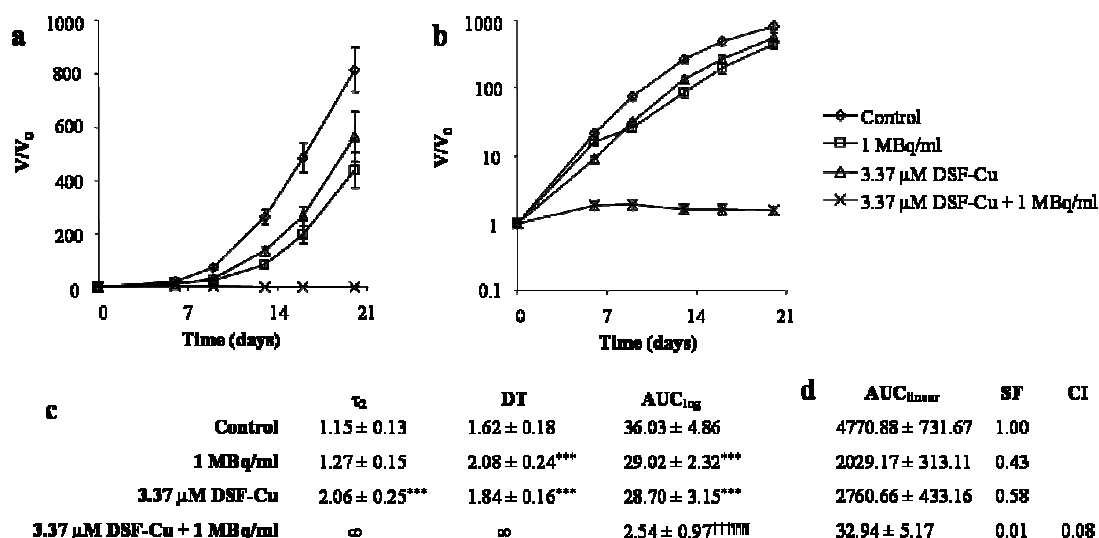 a
1000
800
600
400
200
0
V/V₀
0 7 14 21
Time (days)
b
1000
100
10
1
0.1
V/V₀
0 7 14 21
Time (days)
Control
1 MBq/ml
3.37 µM DSF-Cu
3.37 µM DSF-Cu + 1 MBq/ml
c τ₂ DT AUClog
Control 1.15 ± 0.13 1.62 ± 0.18 36.03 ± 4.86
1 MBq/ml 1.27 ± 0.15 2.08 ± 0.24*** 29.02 ± 2.32***
3.37 µM DSF-Cu 2.06 ± 0.25*** 1.84 ± 0.16*** 28.70 ± 3.15***
3.37 µM DSF-Cu + 1 MBq/ml ∞ ∞ 2.54 ± 0.97
d AUClinear SF CI
4770.88 ± 731.67 1.00
2029.17 ± 313.11 0.43
2760.66 ± 433.16 0.58
32.94 ± 5.17 0.01 0.08